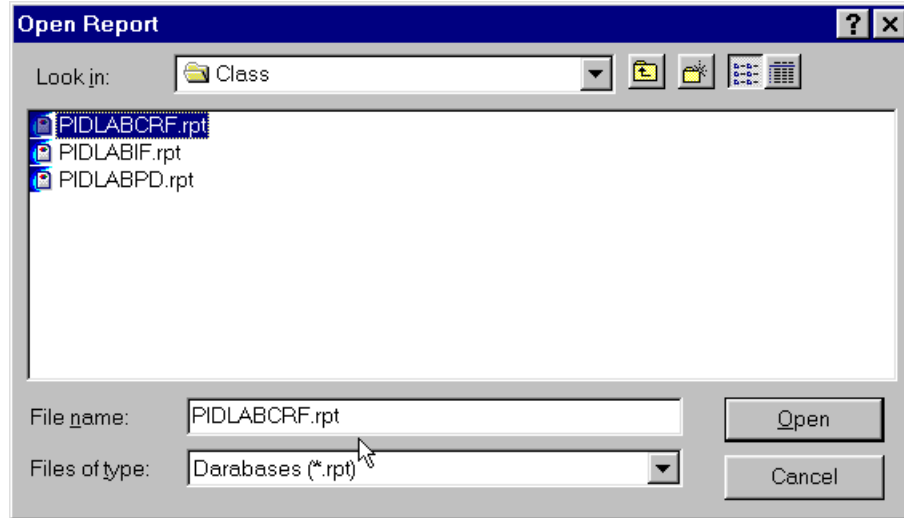 Open Report
Look in: Class
PIDLABCRF.rpt
PIDLABIF.rpt
PIDLABPD.rpt
File name: PIDLABCRF.rpt Open
Files of type: Darabases (*.rpt) Cancel